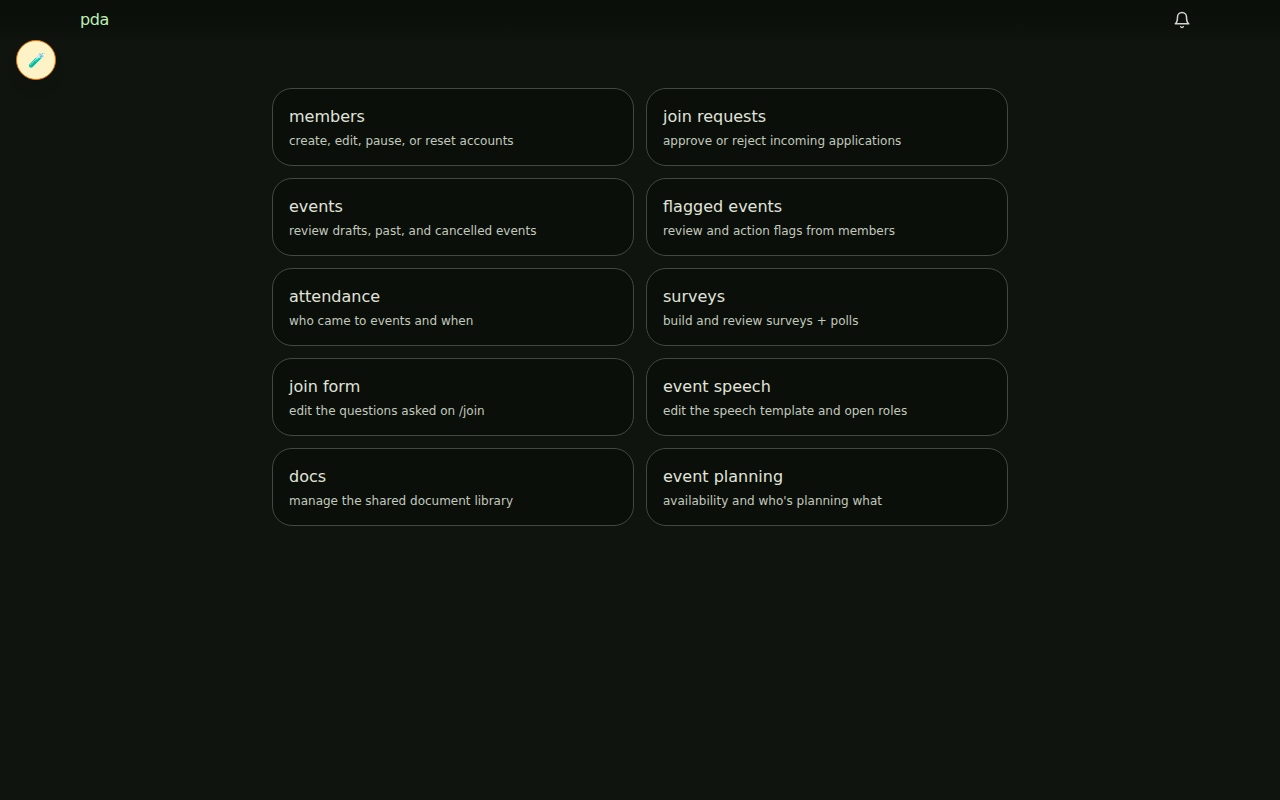 pda
members
create, edit, pause, or reset accounts
join requests
approve or reject incoming applications
events
review drafts, past, and cancelled events
flagged events
review and action flags from members
attendance
who came to events and when
surveys
build and review surveys + polls
join form
edit the questions asked on /join
event speech
edit the speech template and open roles
docs
manage the shared document library
event planning
availability and who's planning what